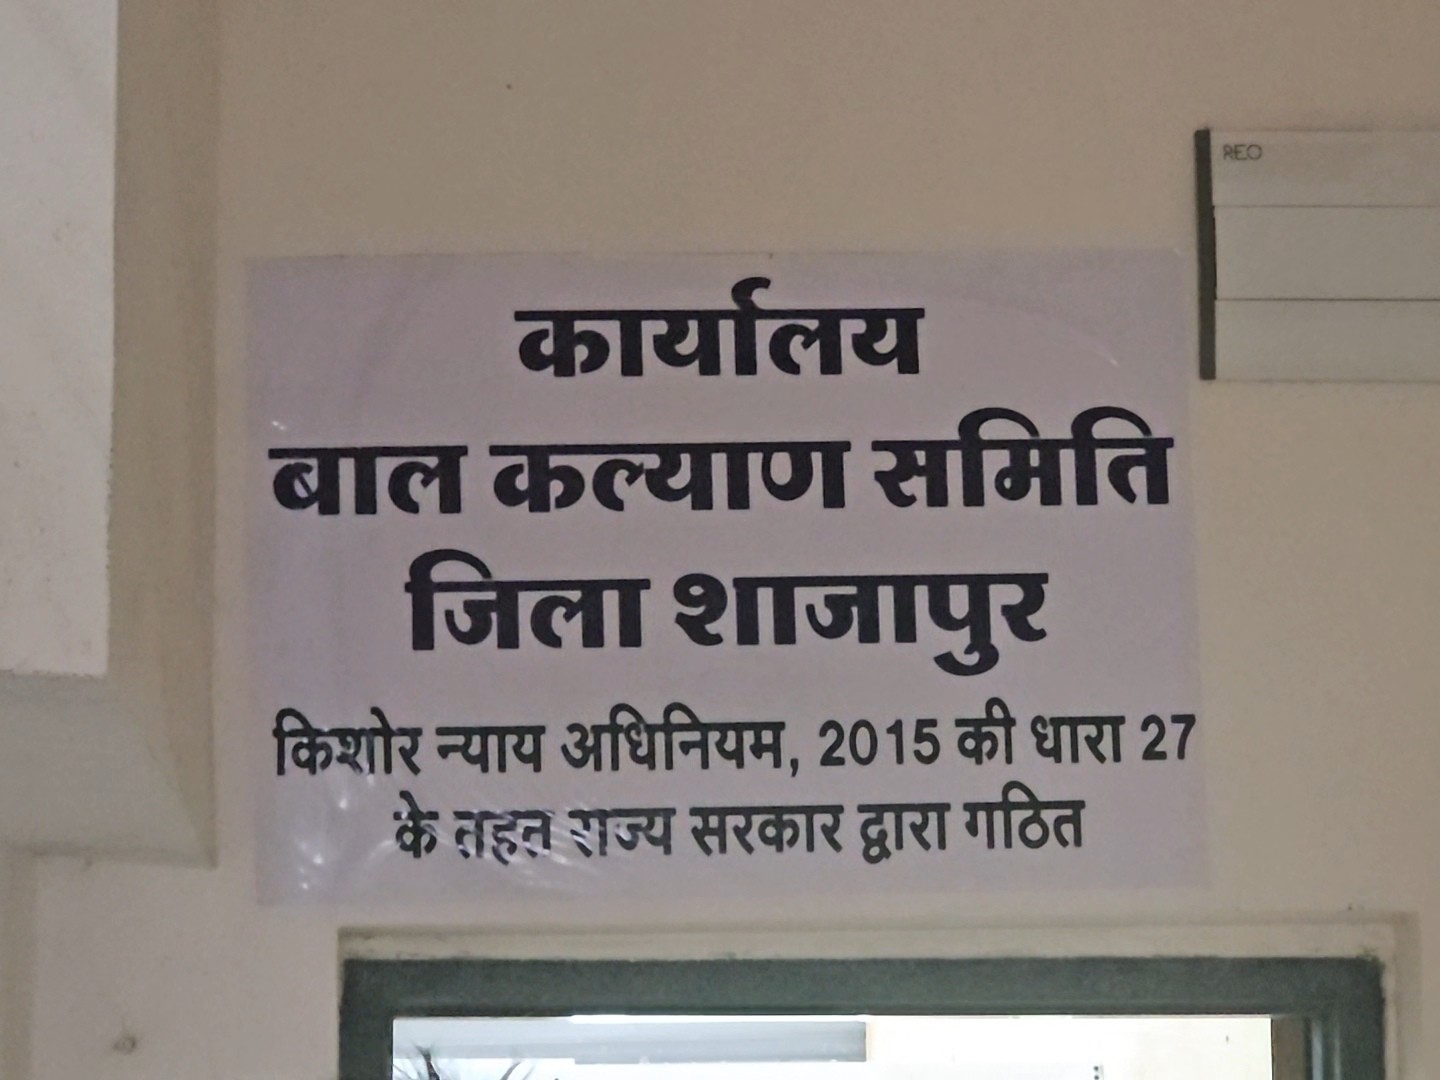 REO
कार्यालय
बाल कल्याण समिति
जिला शाजापुर
किशोर न्याय अधिनियम, 2015 की धारा 27
के तहत राज्य सरकार द्वारा गठित